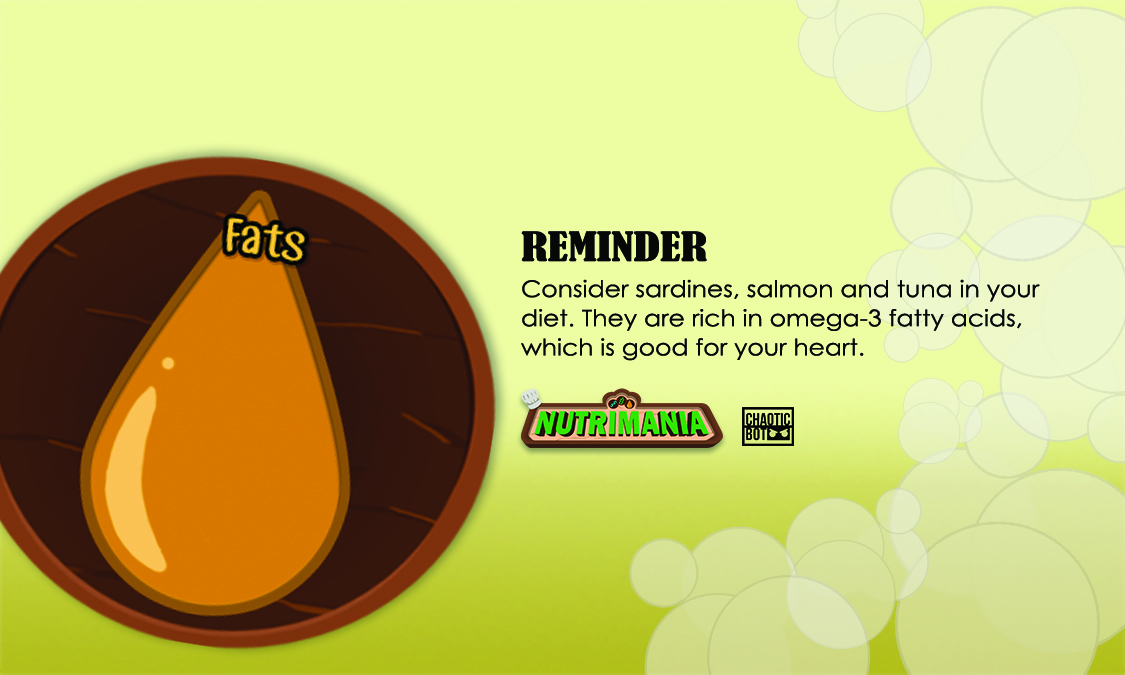 Fats
REMINDER
Consider sardines, salmon and tuna in your
diet. They are rich in omega-3 fatty acids,
which is good for your heart.
NUTRIMANIA
CHAOTIC
BOT